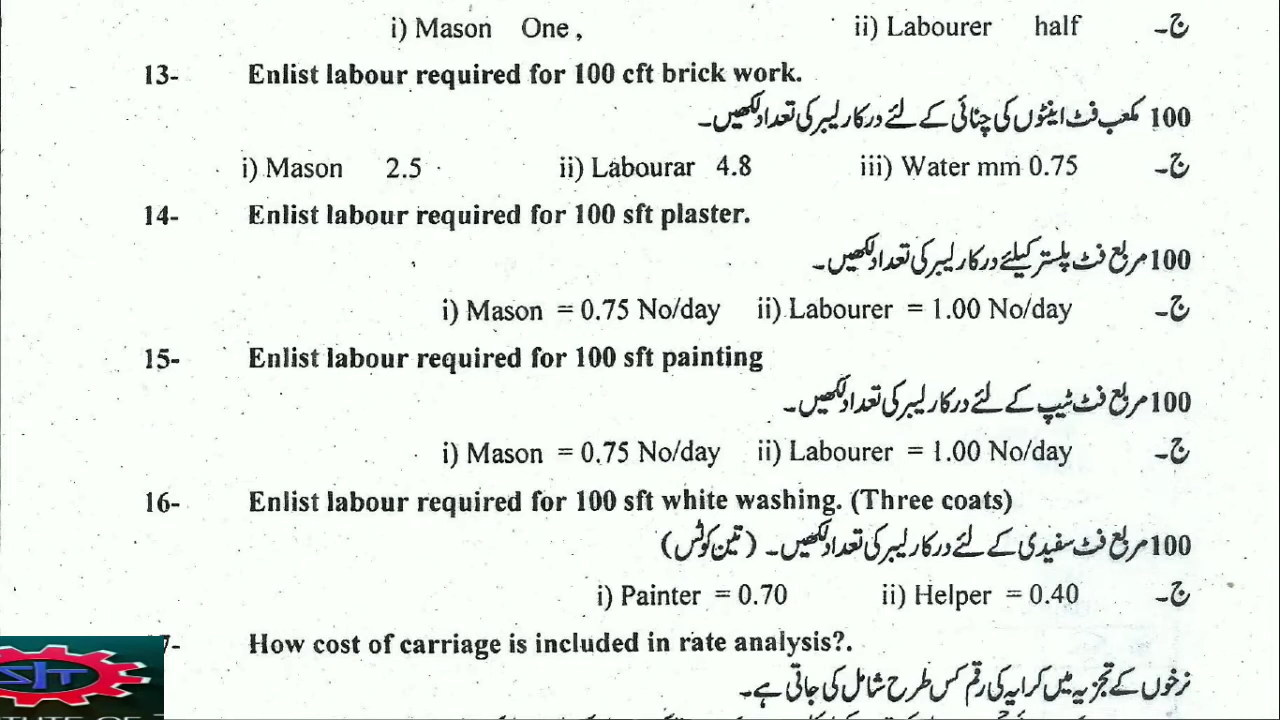 i) Mason One, ii) Labourer half ج۔
13- Enlist labour required for 100 cft brick work.
100 مکعب فٹ اینٹوں کی چنائی کے لئے درکار لیبر کی تعداد لکھیں۔
i) Mason 2.5 ii) Labourar 4.8 iii) Water mm 0.75 ج۔
14- Enlist labour required for 100 sft plaster.
100 مربع فٹ پلستر کیلئے درکار لیبر کی تعداد لکھیں۔
i) Mason = 0.75 No/day ii) Labourer = 1.00 No/day ج۔
15- Enlist labour required for 100 sft painting
100 مربع فٹ ٹیپ کے لئے درکار لیبر کی تعداد لکھیں۔
i) Mason = 0.75 No/day ii) Labourer = 1.00 No/day ج۔
16- Enlist labour required for 100 sft white washing. (Three coats)
100 مربع فٹ سفیدی کے لئے درکار لیبر کی تعداد لکھیں۔ (تین کوٹس)
i) Painter = 0.70 ii) Helper = 0.40 ج۔
7- How cost of carriage is included in rate analysis?.
نرخوں کے تجزیہ میں کرایہ کی رقم کس طرح شامل کی جاتی ہے۔
SIT